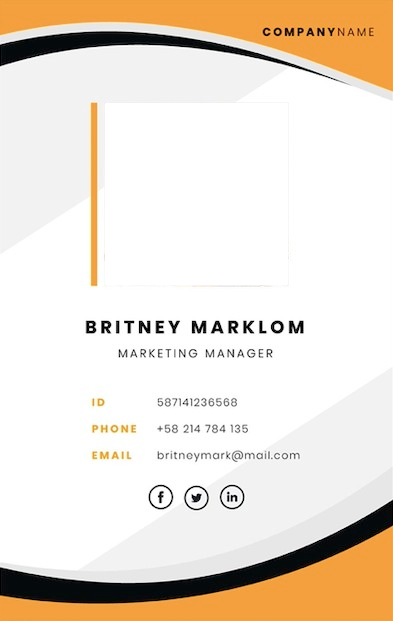 COMPANYNAME
BRITNEY MARKLOM
MARKETING MANAGER
ID 587141236568
PHONE +58 214 784 135
EMAIL britneymark@mail.com